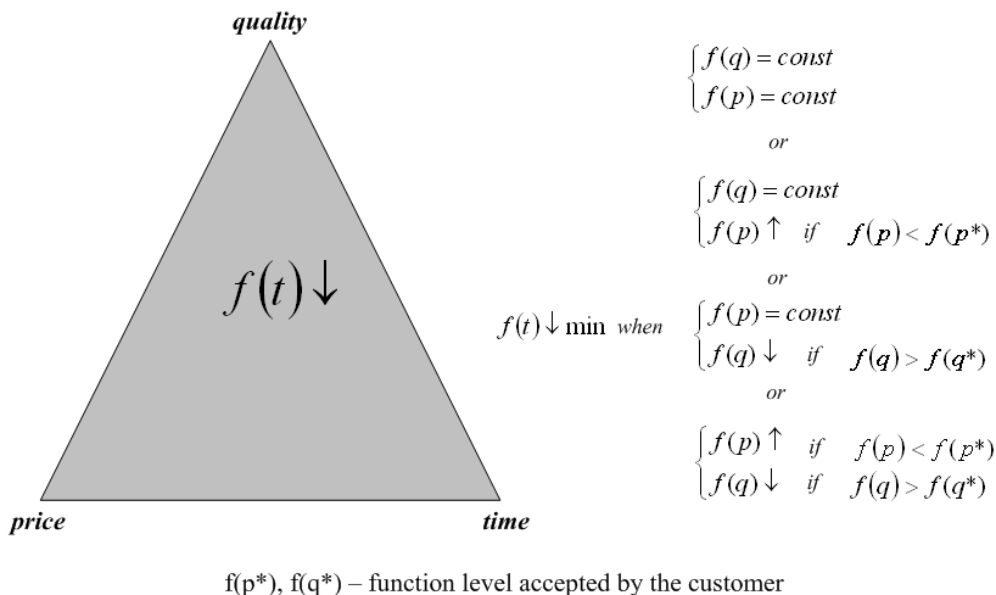 quality
f(t)↓
price
time
f(t)↓min when
{f(q)=const
f(p)=const
or
{f(q)=const
f(p)↑ if f(p)<f(p*)
or
{f(p)=const
f(q)↓ if f(q)>f(q*)
or
{f(p)↑ if f(p)<f(p*)
f(q)↓ if f(q)>f(q*)
f(p*), f(q*) – function level accepted by the customer